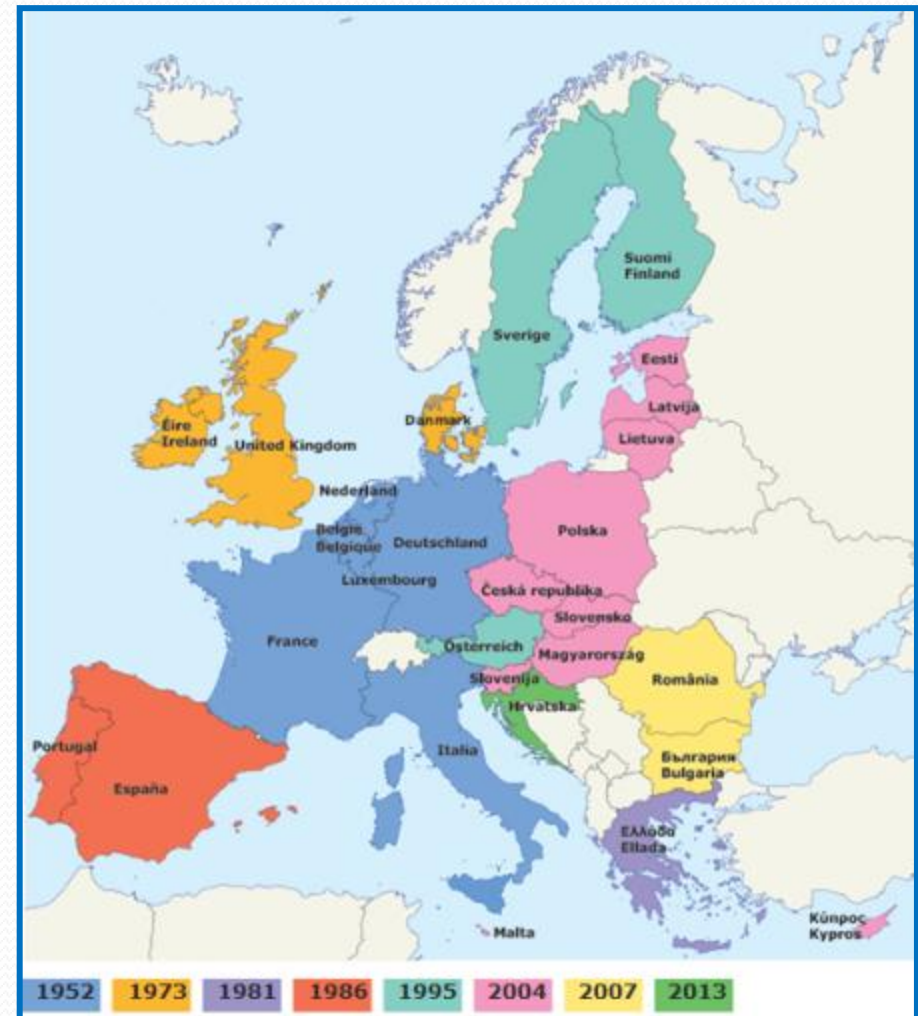 Suomi
Finland
Sverige
Eesti
Latvija
Lietuva
Danmark
Éire
Ireland
United Kingdom
Nederland
België
Belgique
Deutschland
Luxembourg
Polska
Česká republika
Slovensko
France
Österreich
Magyarország
Slovenija
Hrvatska
România
Portugal
España
Italia
България
Bulgaria
Ελλάδα
Ellada
Malta
Κύπρος
Kypros
1952 1973 1981 1986 1995 2004 2007 2013